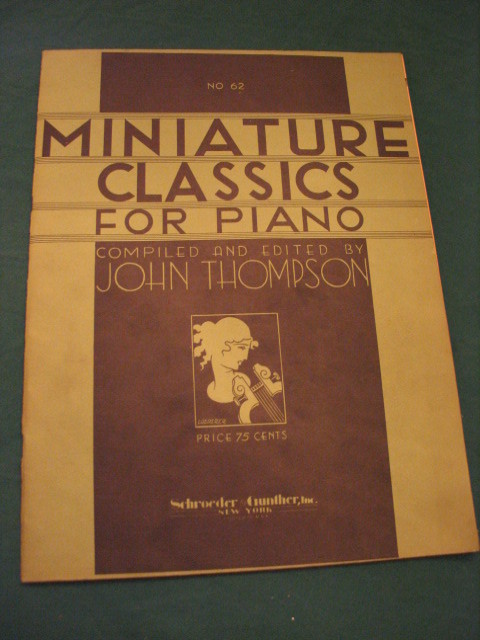 NO 62
MINIATURE
CLASSICS
FOR PIANO
COMPILED AND EDITED BY
JOHN THOMPSON
PRICE 75 CENTS
Schroeder & Gunther, Inc.
NEW YORK